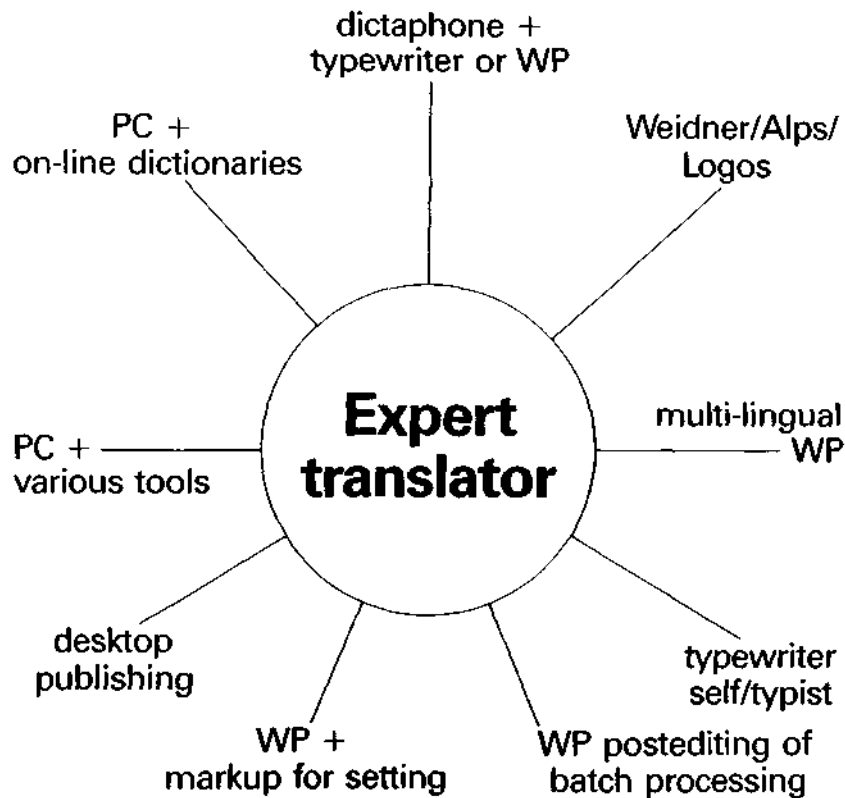 dictaphone +
typewriter or WP
PC +
on-line dictionaries
Weidner/Alps/
Logos
Expert
translator
multi-lingual
WP
PC +
various tools
desktop
publishing
typewriter
self/typist
WP +
markup for setting
WP postediting of
batch processing